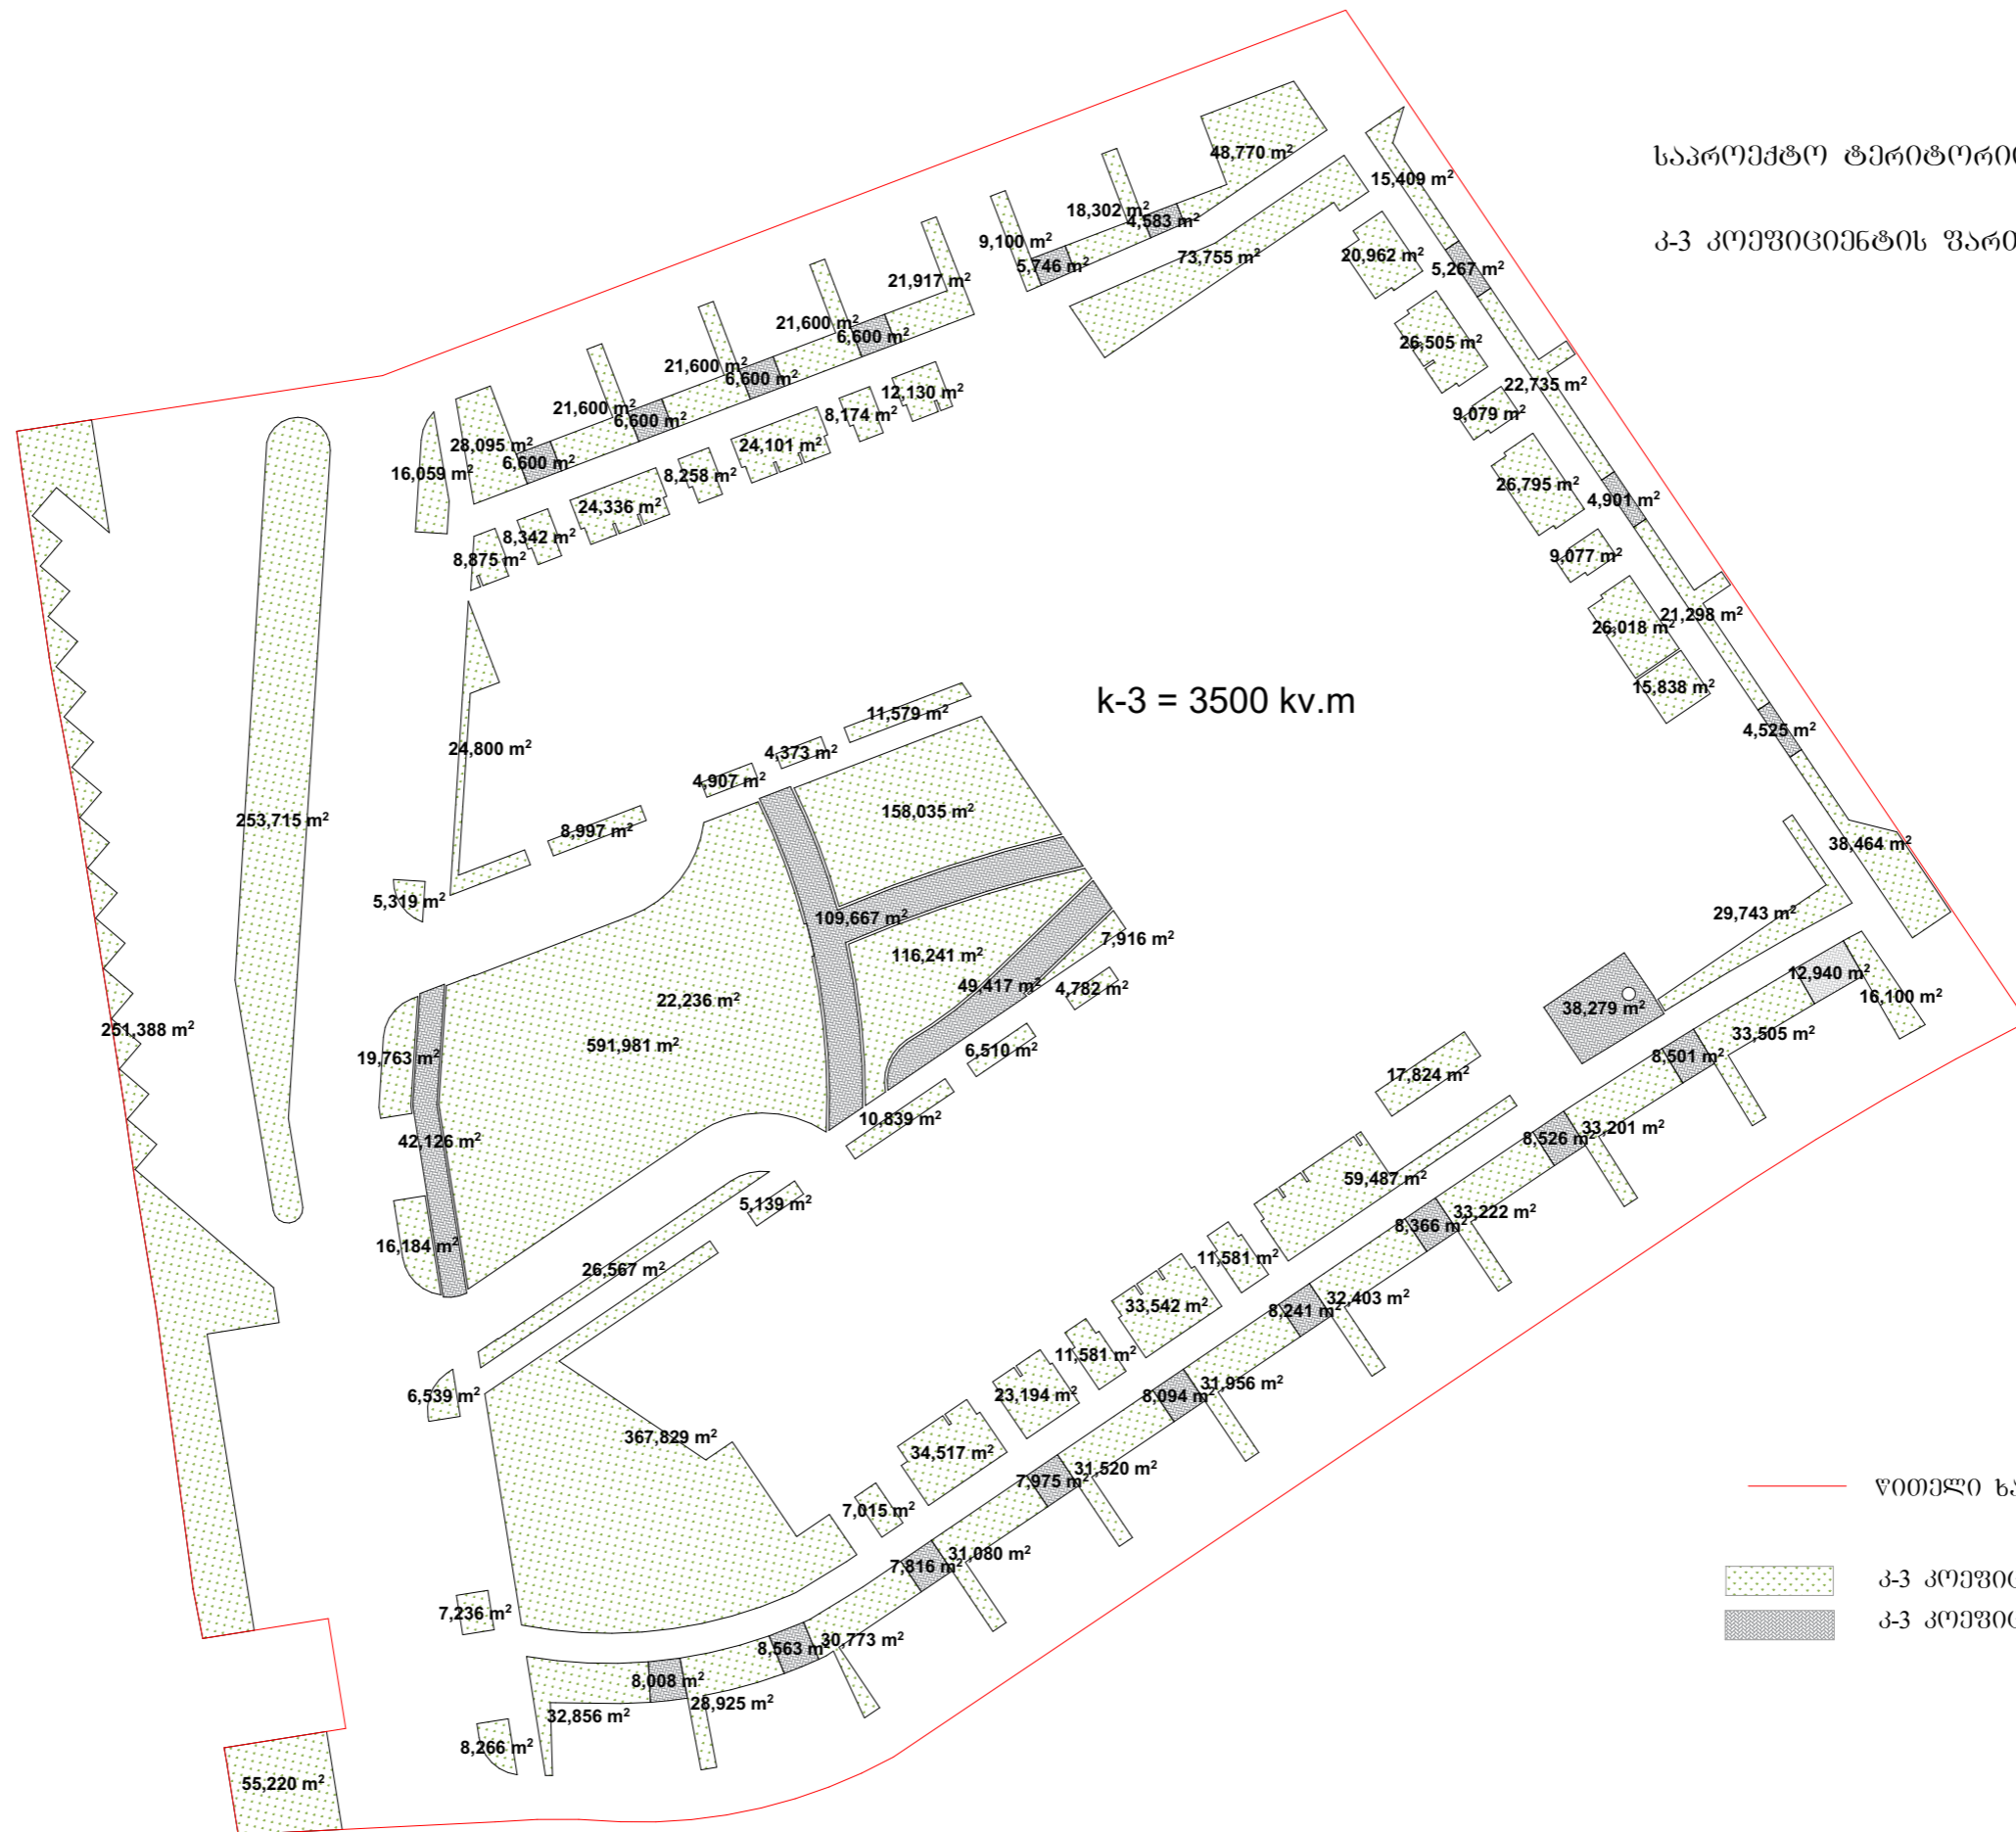 48,770 m²
საპროექტო ტერიტორი
15,409 m²
18,302 m²
4,583 m²
9,100 m²
კ-3 კოეფიციენტის ფარ
73,755 m²
20,962 m²
5,746 m²
5,267 m²
21,917 m²
21,600 m²
6,600 m²
26,505 m²
21,600 m²
6,600 m²
22,735 m²
12,130 m²
21,600 m²
6,600 m²
8,174 m²
9,079 m²
28,095 m²
24,101 m²
6,600 m²
16,059 m²
8,258 m²
26,795 m²
4,901 m²
24,336 m²
8,342 m²
8,875 m²
9,077 m²
21,298 m²
26,018 m²
15,838 m²
k-3 = 3500 kv.m
11,579 m²
4,525 m²
24,800 m²
4,373 m²
4,907 m²
158,035 m²
253,715 m²
8,997 m²
38,464 m²
5,319 m²
29,743 m²
109,667 m²
7,916 m²
116,241 m²
12,940 m²
49,417 m²
4,782 m²
16,100 m²
22,236 m²
38,279 m²
251,388 m²
33,505 m²
591,981 m²
6,510 m²
8,501 m²
19,763 m²
17,824 m²
10,839 m²
33,201 m²
42,126 m²
8,526 m²
59,487 m²
5,139 m²
33,222 m²
8,366 m²
16,184 m²
11,581 m²
26,567 m²
32,403 m²
33,542 m²
8,241 m²
11,581 m²
31,956 m²
6,539 m²
23,194 m²
8,094 m²
367,829 m²
34,517 m²
31,520 m²
7,975 m²
წითელი ხ
7,015 m²
31,080 m²
7,816 m²
კ-3 კოეფიც
7,236 m²
კ-3 კოეფიც
30,773 m²
8,563 m²
8,008 m²
28,925 m²
32,856 m²
8,266 m²
55,220 m²